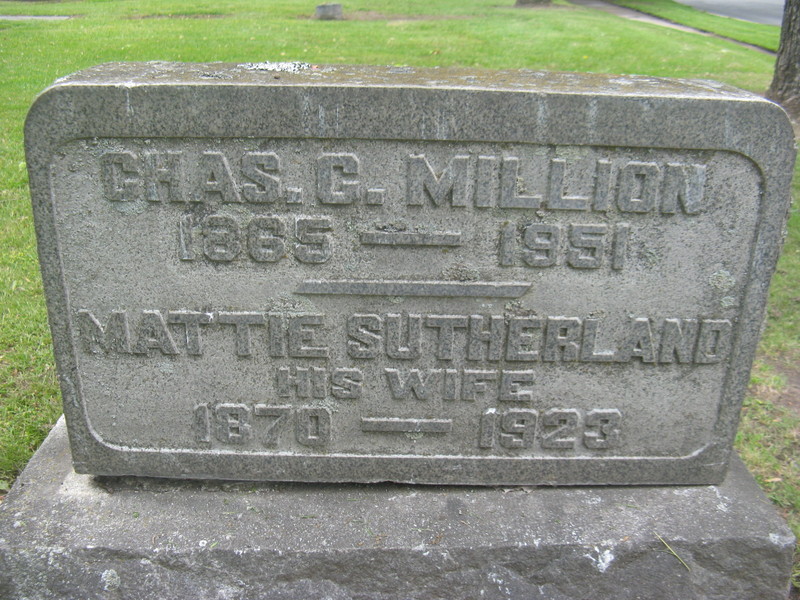 CHAS. C. MILLION
1865 — 1951
MATTIE SUTHERLAND
HIS WIFE
1870 — 1923